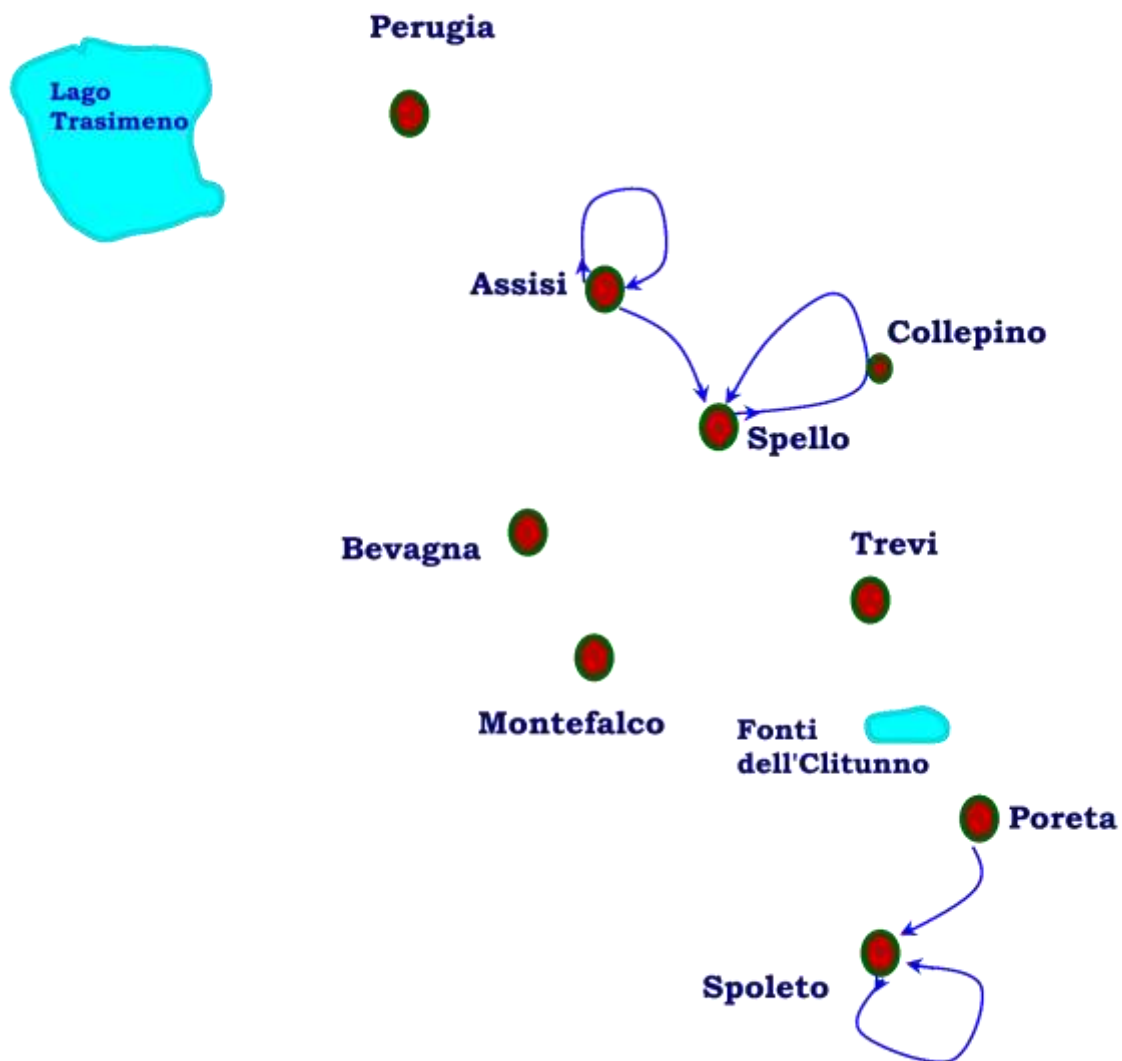 Perugia
Lago
Trasimeno
Assisi
Collepino
Spello
Bevagna
Trevi
Montefalco
Fonti
dell'Clitunno
Poreta
Spoleto